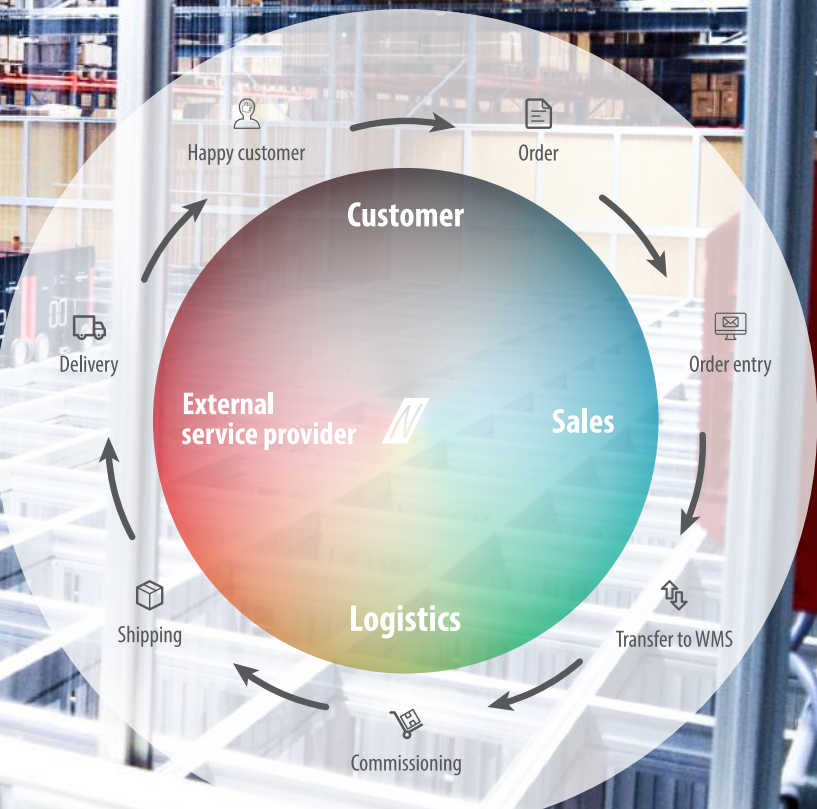 Happy customer
Order
Customer
Delivery
Order entry
External
service provider
Sales
Logistics
Shipping
Transfer to WMS
Commissioning